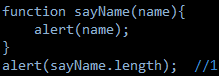 function sayName(name){
    alert(name);
}
alert(sayName.length);  //1